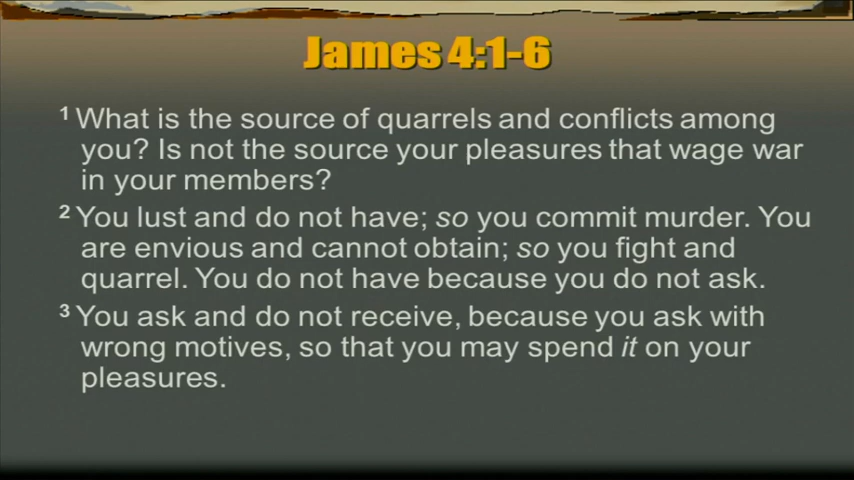 James 4:1-6
1 What is the source of quarrels and conflicts among
you? Is not the source your pleasures that wage war
in your members?
2 You lust and do not have; so you commit murder. You
are envious and cannot obtain; so you fight and
quarrel. You do not have because you do not ask.
3 You ask and do not receive, because you ask with
wrong motives, so that you may spend it on your
pleasures.